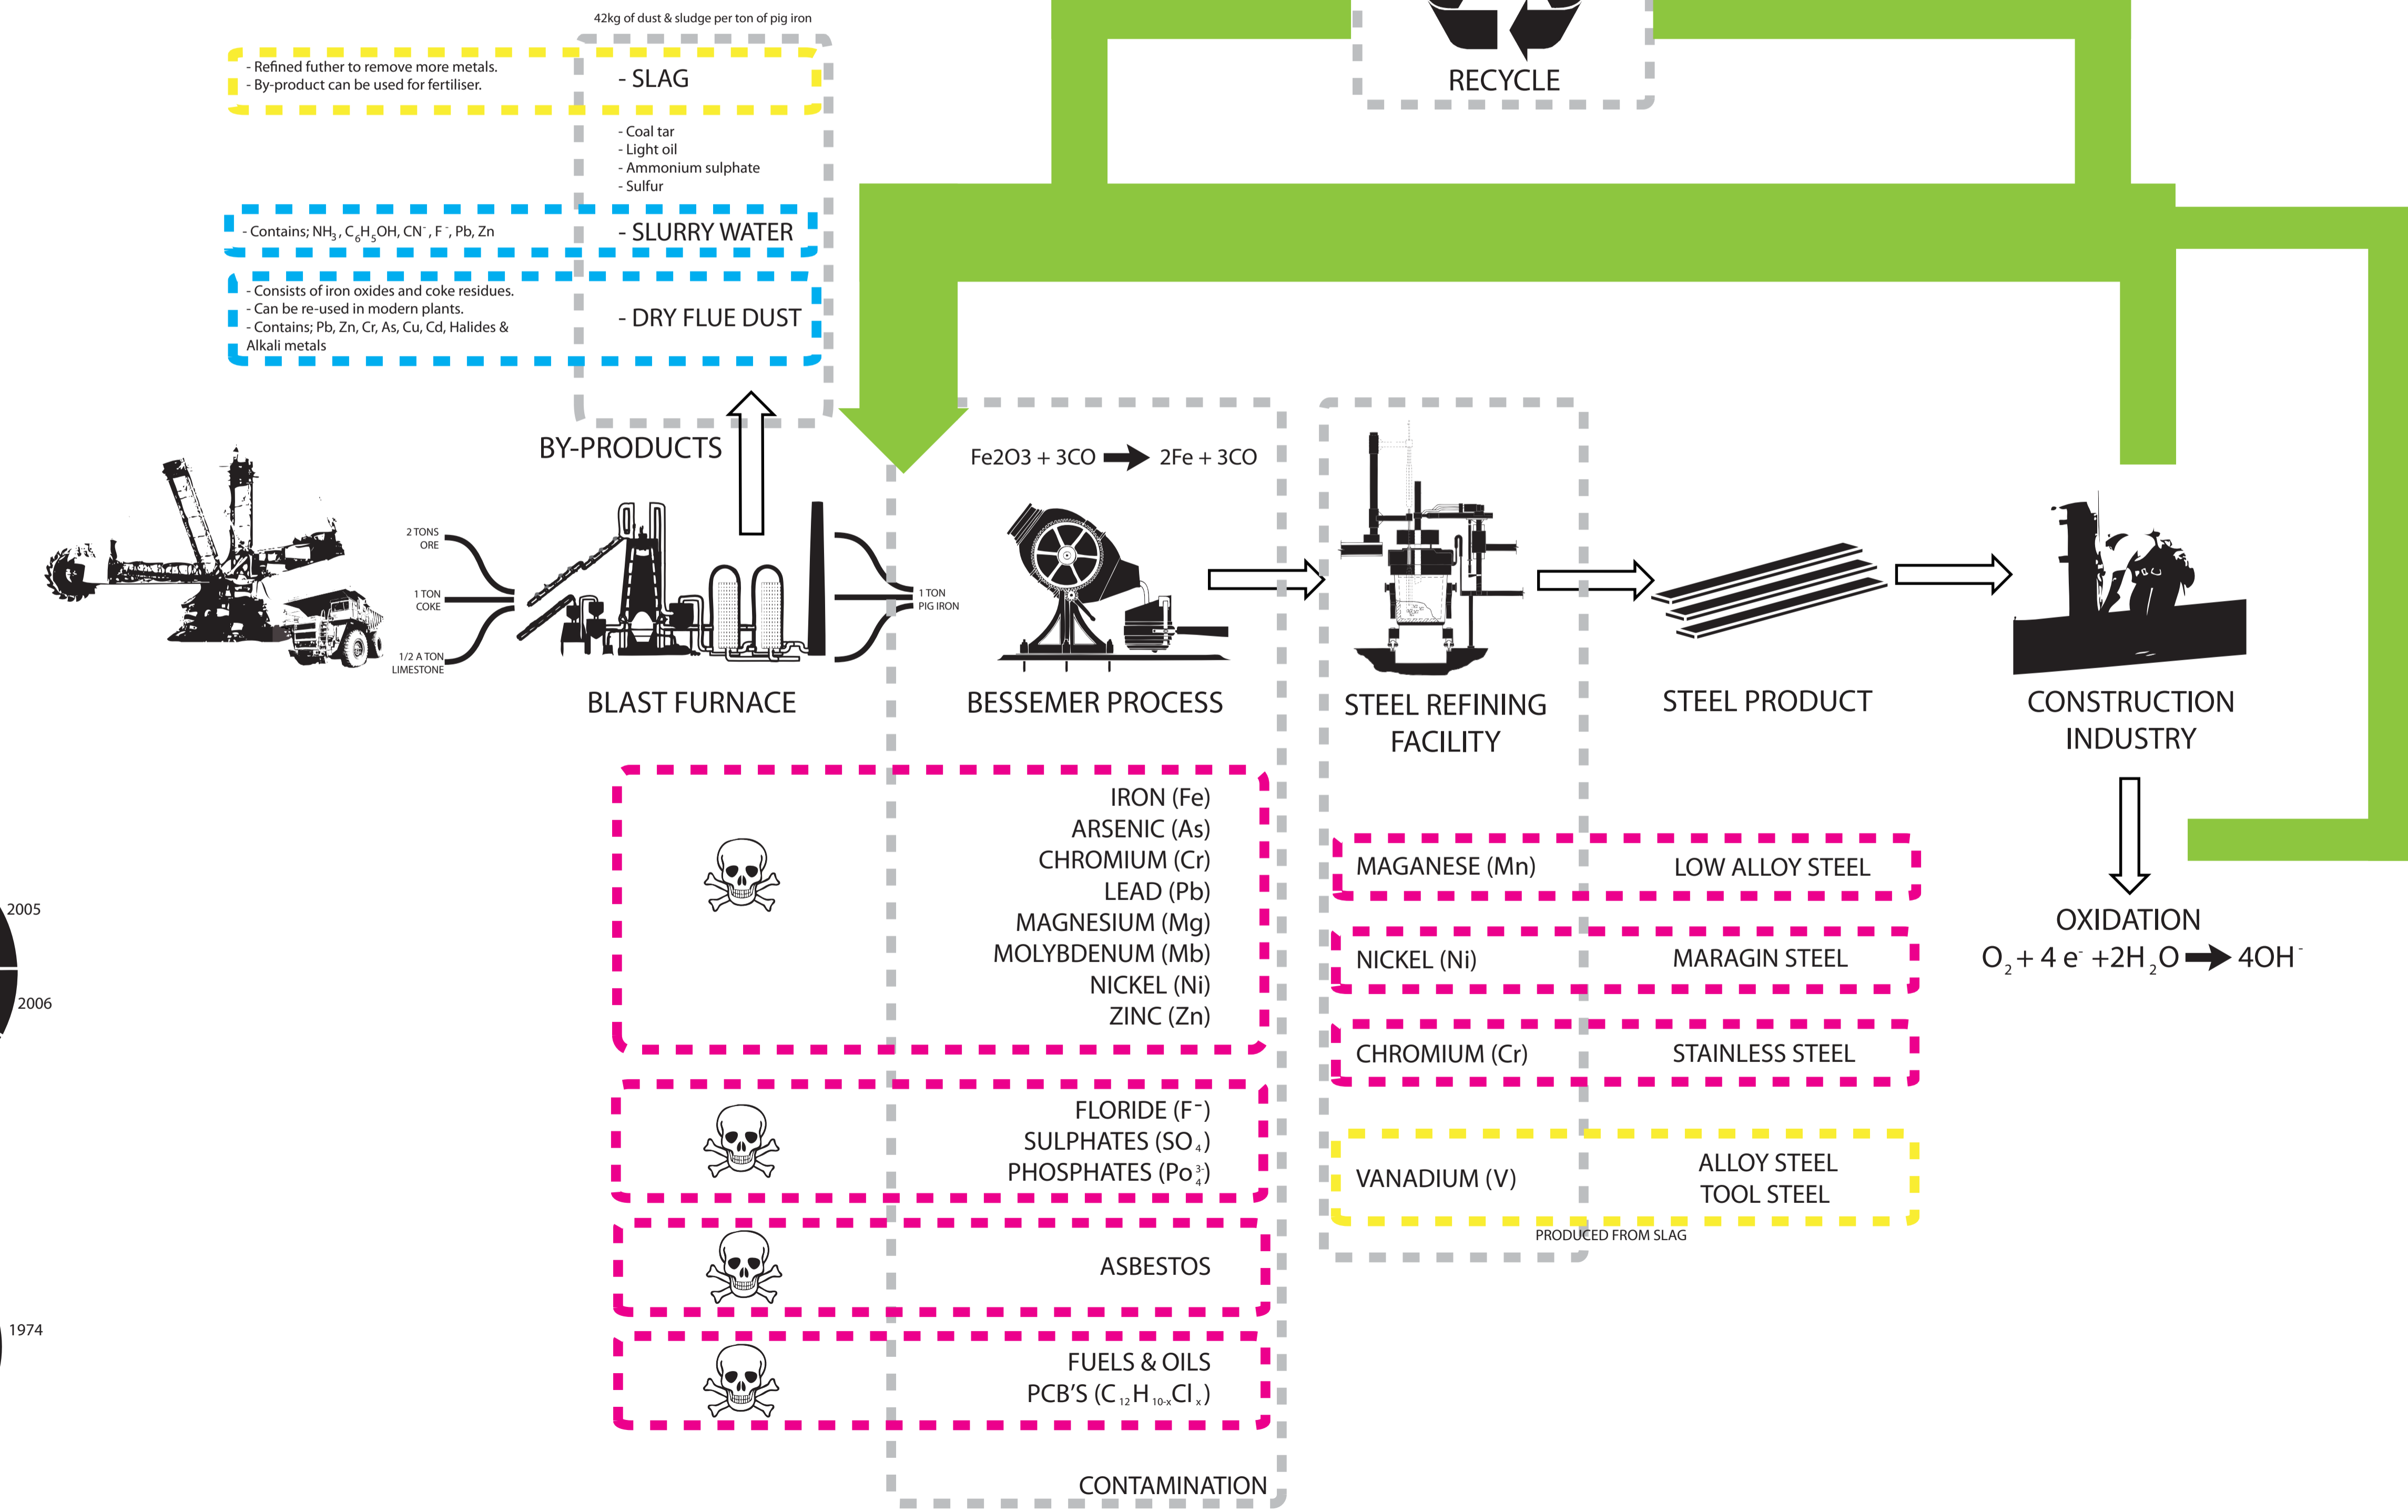 42kg of dust & sludge per ton of pig iron
- Refined futher to remove more metals.
- By-product can be used for fertiliser.
- SLAG
- Coal tar
- Light oil
- Ammonium sulphate
- Sulfur
- Contains; NH₃, C₆H₅OH, CN⁻, F⁻, Pb, Zn
- SLURRY WATER
- Consists of iron oxides and coke residues.
- Can be re-used in modern plants.
- Contains; Pb, Zn, Cr, As, Cu, Cd, Halides &
Alkali metals
- DRY FLUE DUST
BY-PRODUCTS
RECYCLE
2 TONS
ORE
1 TON
COKE
1/2 A TON
LIMESTONE
BLAST FURNACE
1 TON
PIG IRON
Fe2O3 + 3CO → 2Fe + 3CO
BESSEMER PROCESS
STEEL REFINING
FACILITY
STEEL PRODUCT
CONSTRUCTION
INDUSTRY
OXIDATION
O₂ + 4 e⁻ +2H₂O → 4OH⁻
IRON (Fe)
ARSENIC (As)
CHROMIUM (Cr)
LEAD (Pb)
MAGNESIUM (Mg)
MOLYBDENUM (Mb)
NICKEL (Ni)
ZINC (Zn)
FLORIDE (F⁻)
SULPHATES (SO₄)
PHOSPHATES (Po₄³⁻)
ASBESTOS
FUELS & OILS
PCB'S (C₁₂H₁₀₋ₓClₓ)
CONTAMINATION
MAGANESE (Mn)
LOW ALLOY STEEL
NICKEL (Ni)
MARAGIN STEEL
CHROMIUM (Cr)
STAINLESS STEEL
VANADIUM (V)
ALLOY STEEL
TOOL STEEL
PRODUCED FROM SLAG
2005
2006
1974